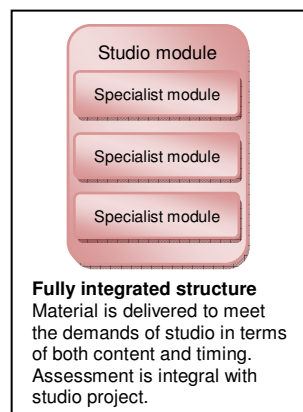 Studio module
Specialist module
Specialist module
Specialist module
Fully integrated structure
Material is delivered to meet
the demands of studio in terms
of both content and timing.
Assessment is integral with
studio project.